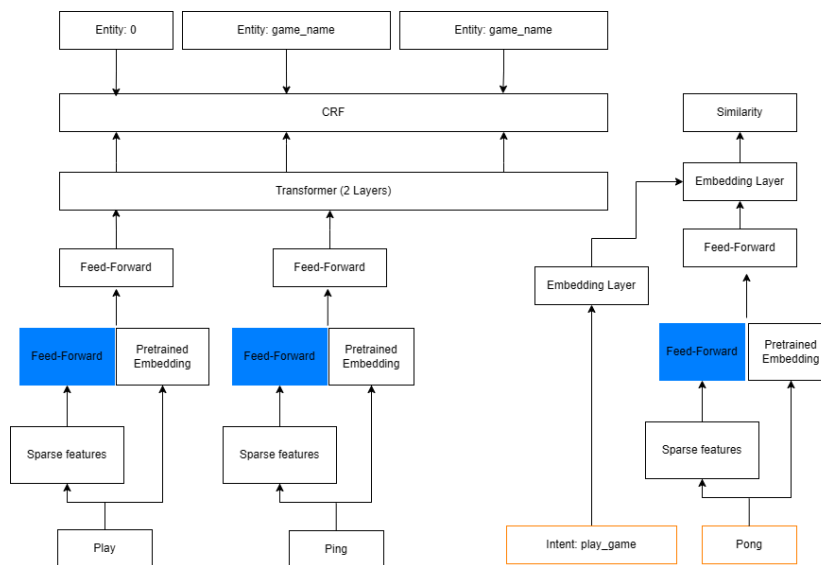 Entity: 0
Entity: game_name
Entity: game_name
CRF
Similarity
Transformer (2 Layers)
Embedding Layer
Feed-Forward
Feed-Forward
Feed-Forward
Embedding Layer
Feed-Forward
Pretrained
Embedding
Feed-Forward
Pretrained
Embedding
Feed-Forward
Pretrained
Embedding
Sparse features
Sparse features
Sparse features
Play
Ping
Intent: play_game
Pong